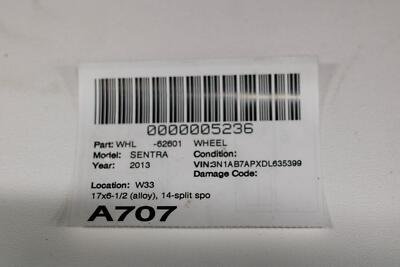 0000005236
Part: WHL -62601 WHEEL
Model: SENTRA Condition:
Year: 2013 VIN:3N1AB7APXDL635399
Damage Code:
Location: W33
17x6-1/2 (alloy), 14-split spo
A707